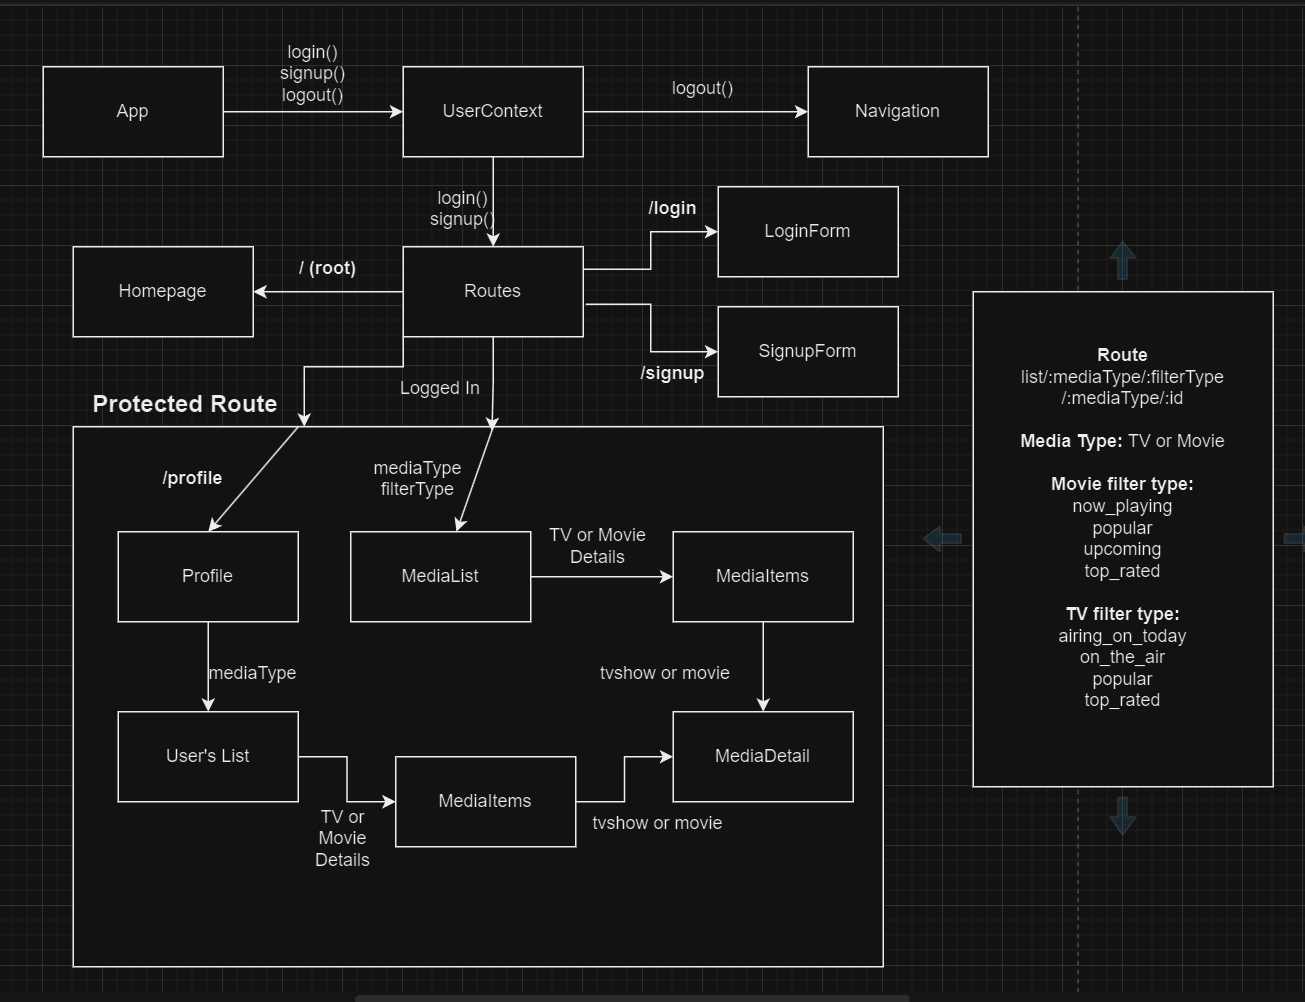 login()
signup()
logout()
App
UserContext
logout()
Navigation
login()
signup()
/login
LoginForm
/ (root)
Homepage
Routes
SignupForm
/signup
Logged In
Protected Route
/profile
mediaType
filterType
TV or Movie
Details
Profile
MediaList
MediaItems
mediaType
tvshow or movie
User's List
MediaItems
MediaDetail
TV or
Movie
Details
tvshow or movie
Route
list/:mediaType/:filterType
/:mediaType/:id
Media Type: TV or Movie
Movie filter type:
now_playing
popular
upcoming
top_rated
TV filter type:
airing_on_today
on_the_air
popular
top_rated